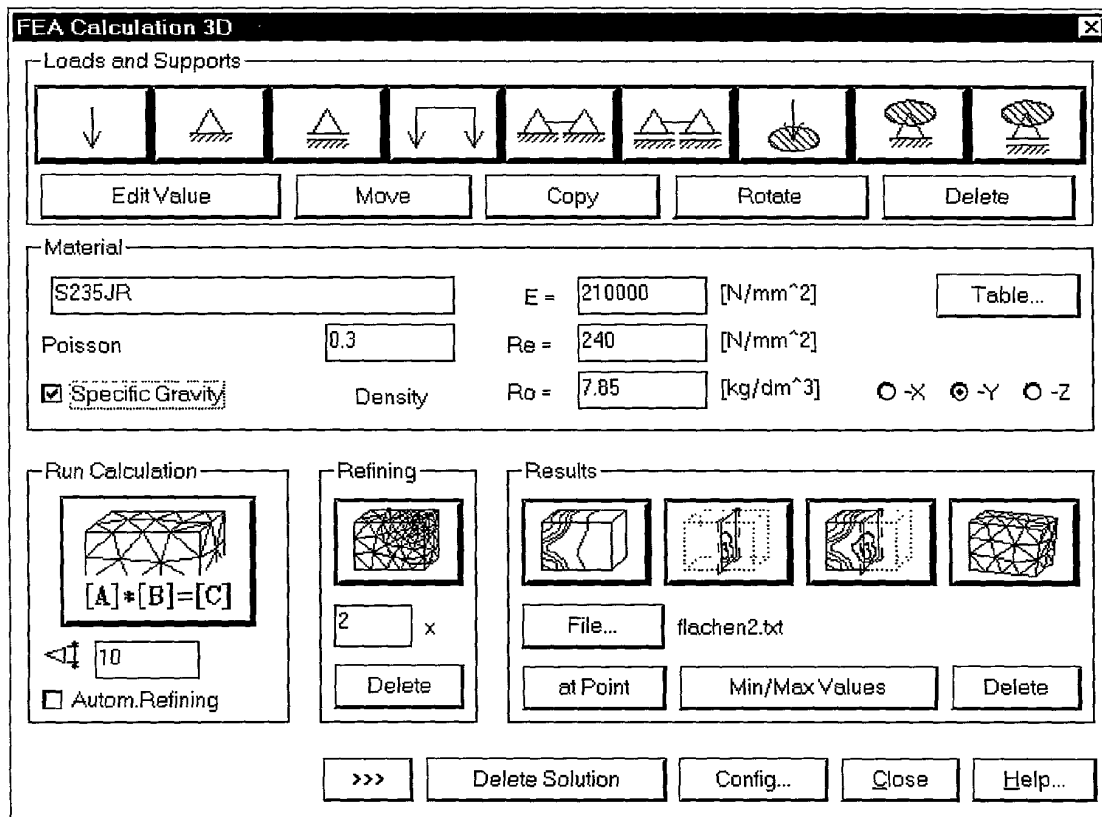 FEA Calculation 3D
Loads and Supports
Edit Value Move Copy Rotate Delete
Material
S235JR E = 210000 [N/mm^2] Table...
Poisson 0.3 Re = 240 [N/mm^2]
Specific Gravity Density Ro = 7.85 [kg/dm^3] -X -Y -Z
Run Calculation Refining Results
[A]*[B]=[C]
2 x File... flachen2.txt
10 Delete at Point Min/Max Values Delete
Autom.Refining
>>> Delete Solution Config... Close Help...